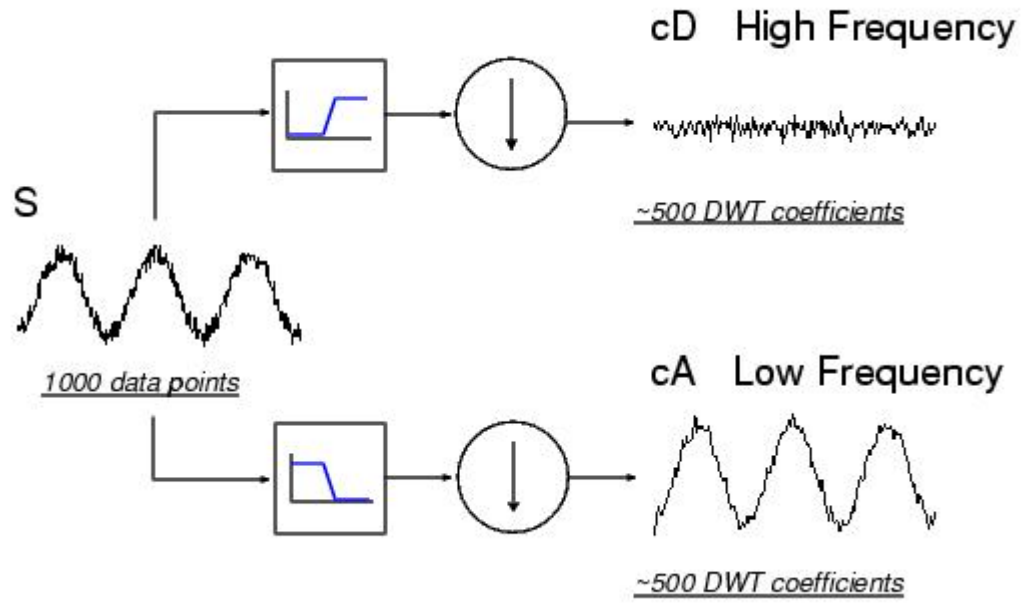 cD High Frequency
~500 DWT coefficients
S
1000 data points
cA Low Frequency
~500 DWT coefficients